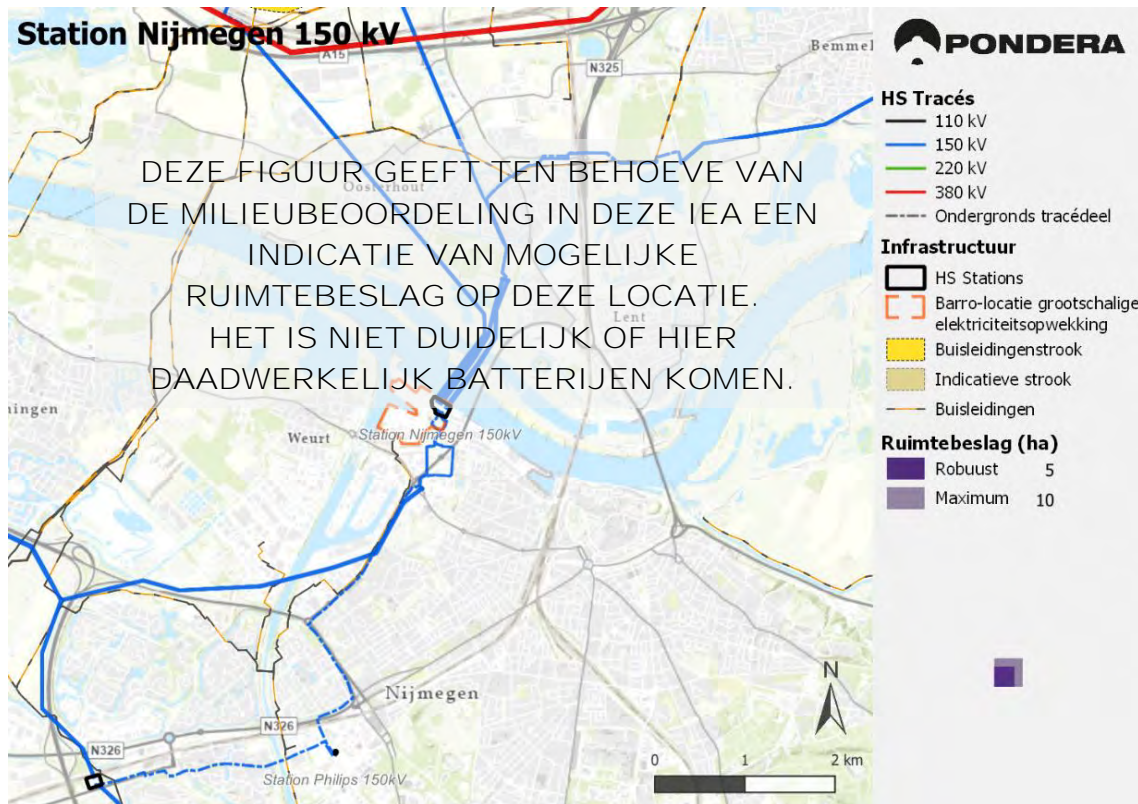 Station Nijmegen 150 kV
A15
N325
Bemmel
DEZE FIGUUR GEEFT TEN BEHOEVE VAN
Oosterhout
DE MILIEUBEOORDELING IN DEZE IEA EEN
INDICATIE VAN MOGELIJKE
RUIMTEBESLAG OP DEZE LOCATIE.
Lent
HET IS NIET DUIDELIJK OF HIER
DAADWERKELIJK BATTERIJEN KOMEN.
ningen
Weurt
Station Nijmegen 150kV
Nijmegen
N326
N326
Station Philips 150kV
N
0 1 2 km
PONDERA
HS Tracés
110 kV
150 kV
220 kV
380 kV
Ondergronds tracédeel
Infrastructuur
HS Stations
Barro-locatie grootschalige
elektriciteitsopwekking
Buisleidingenstrook
Indicatieve strook
Buisleidingen
Ruimtebeslag (ha)
Robuust 5
Maximum 10